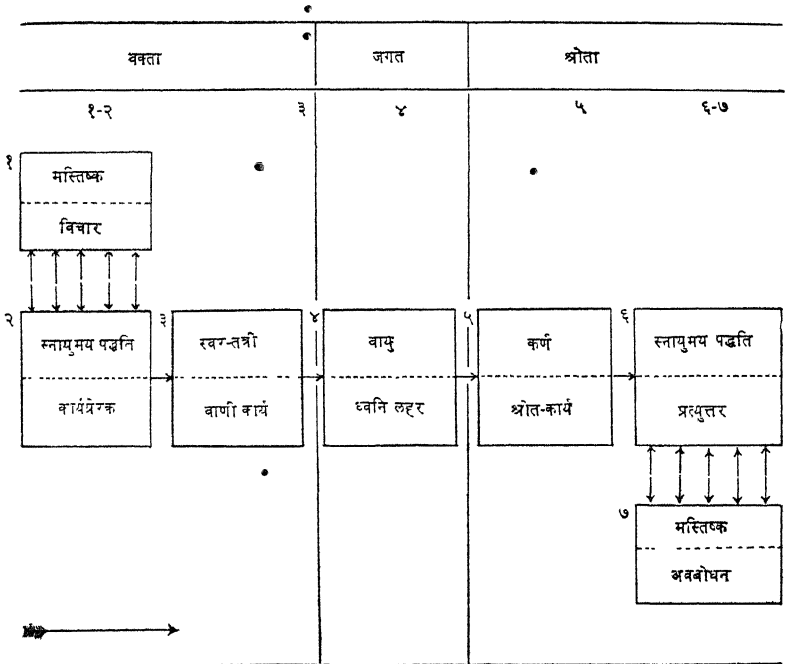 वक्ता जगत श्रोता
१-२ ३ ४ ५ ६-७
१
मस्तिष्क
विचार
२ ३ ४ ५ ६
स्नायुमय पद्धति स्वर-तंत्री वायु कर्ण स्नायुमय पद्धति
कार्यप्रेरक वाणी कार्य ध्वनि लहर श्रोत-कार्य प्रत्युत्तर
७
मस्तिष्क
अवबोधन